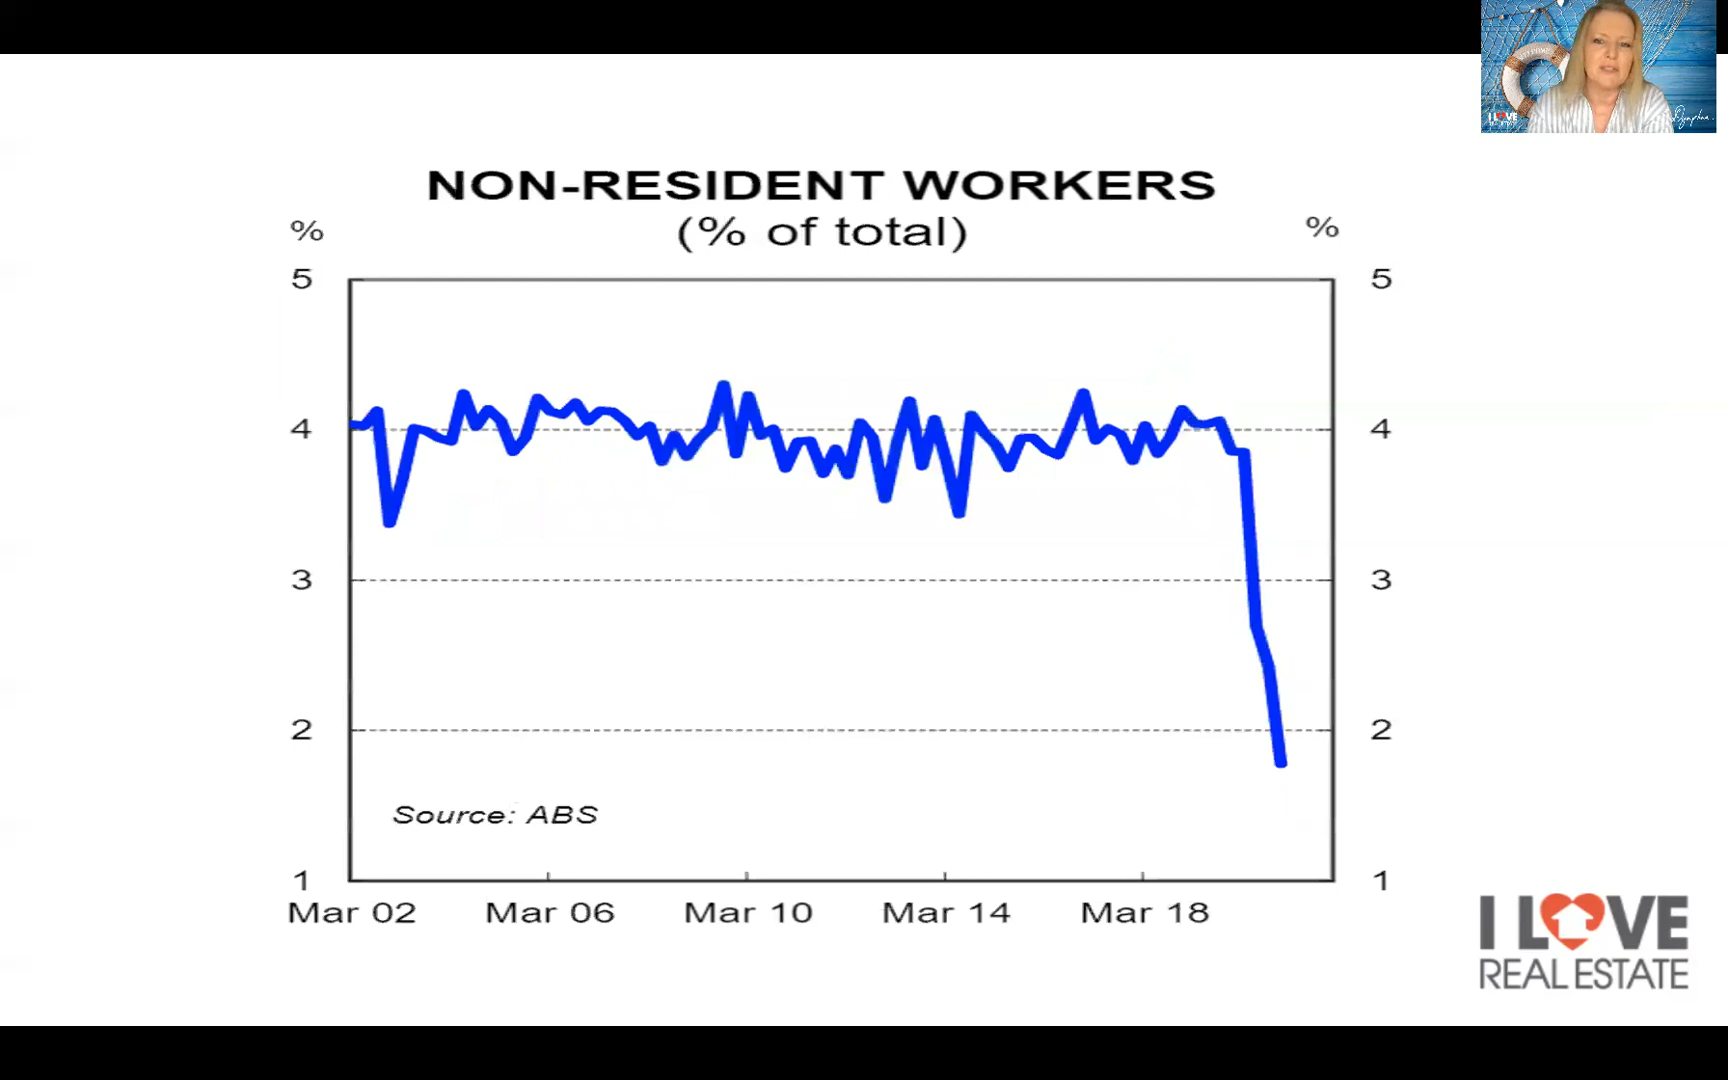 NON-RESIDENT WORKERS
(% of total)
% %
5 5
4 4
3 3
2 2
Source: ABS
1 1
Mar 02 Mar 06 Mar 10 Mar 14 Mar 18
I LOVE
REAL ESTATE
I LOVE